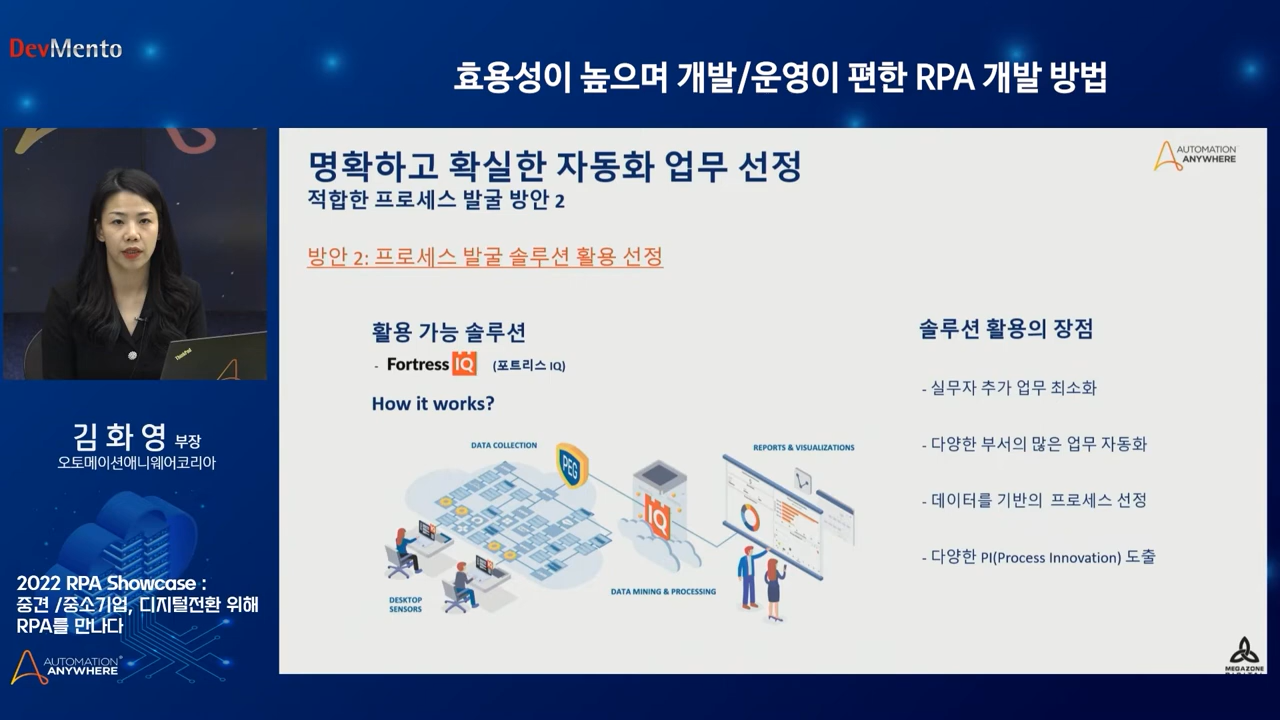 DevMento
효용성이 높으며 개발/운영이 편한 RPA 개발 방법
명확하고 확실한 자동화 업무 선정
적합한 프로세스 발굴 방안 2
AUTOMATION
ANYWHERE
방안 2: 프로세스 발굴 솔루션 활용 선정
활용 가능 솔루션
- Fortress IQ (포트리스 IQ)
How it works?
DATA COLLECTION
PEG
IQ
REPORTS & VISUALIZATIONS
DESKTOP
SENSORS
DATA MINING & PROCESSING
솔루션 활용의 장점
- 실무자 추가 업무 최소화
- 다양한 부서의 많은 업무 자동화
- 데이터를 기반의 프로세스 선정
- 다양한 PI(Process Innovation) 도출
ThinkPad
김화영 부장
오토메이션애니웨어코리아
2022 RPA Showcase :
중견 /중소기업, 디지털전환 위해
RPA를 만나다
AUTOMATION
ANYWHERE
MEGAZONE